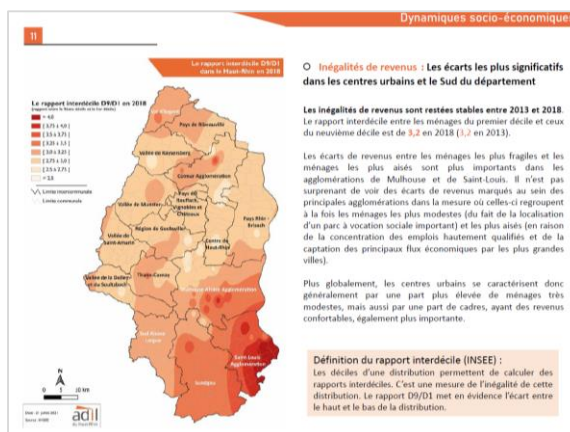 Dynamiques socio-économiques
11
Le rapport interdécile D9/D1
dans le Haut-Rhin en 2018
Le rapport interdécile D9/D1 en 2018
Pays de Ribeauvillé
Vallée de Kaysersberg
Colmar Agglomération
Vallée de Munster
Pays de
Rouffach,
Vignobles et
Châteaux
Pays Rhin -
Brisach
Région de Guebwiller
Centre du
Haut-Rhin
Vallée de
Saint-Amarin
Thann-Cernay
Vallée de la Doller
et du Soultzbach
Mulhouse Alsace Agglomération
Sud Alsace
Largue
Saint-Louis
Agglomération
Sundgau
Limite intercommunale
Limite communale
N
0 5 10 km
adil
O Inégalités de revenus : Les écarts les plus significatifs
dans les centres urbains et le Sud du département
Les inégalités de revenus sont restées stables entre 2013 et 2018.
Le rapport interdécile entre les ménages du premier décile et ceux
du neuvième décile est de 3,2 en 2018 (3,2 en 2013).
Les écarts de revenus entre les ménages les plus fragiles et les
ménages les plus aisés sont plus importants dans les
agglomérations de Mulhouse et de Saint-Louis. Il n'est pas
surprenant de voir des écarts de revenus marqués au sein des
principales agglomérations dans la mesure où celles-ci regroupent
à la fois les ménages les plus modestes (du fait de la localisation
d'un parc à vocation sociale important) et les plus aisés (en raison
de la concentration des emplois hautement qualifiés et de la
captation des principaux flux économiques par les plus grandes
villes).
Plus globalement, les centres urbains se caractérisent donc
généralement par une part plus élevée de ménages très
modestes, mais aussi par une part de cadres, ayant des revenus
confortables, également plus importante.
Définition du rapport interdécile (INSEE) :
Les déciles d'une distribution permettent de calculer des
rapports interdéciles. C'est une mesure de l'inégalité de cette
distribution. Le rapport D9/D1 met en évidence l'écart entre
le haut et le bas de la distribution.